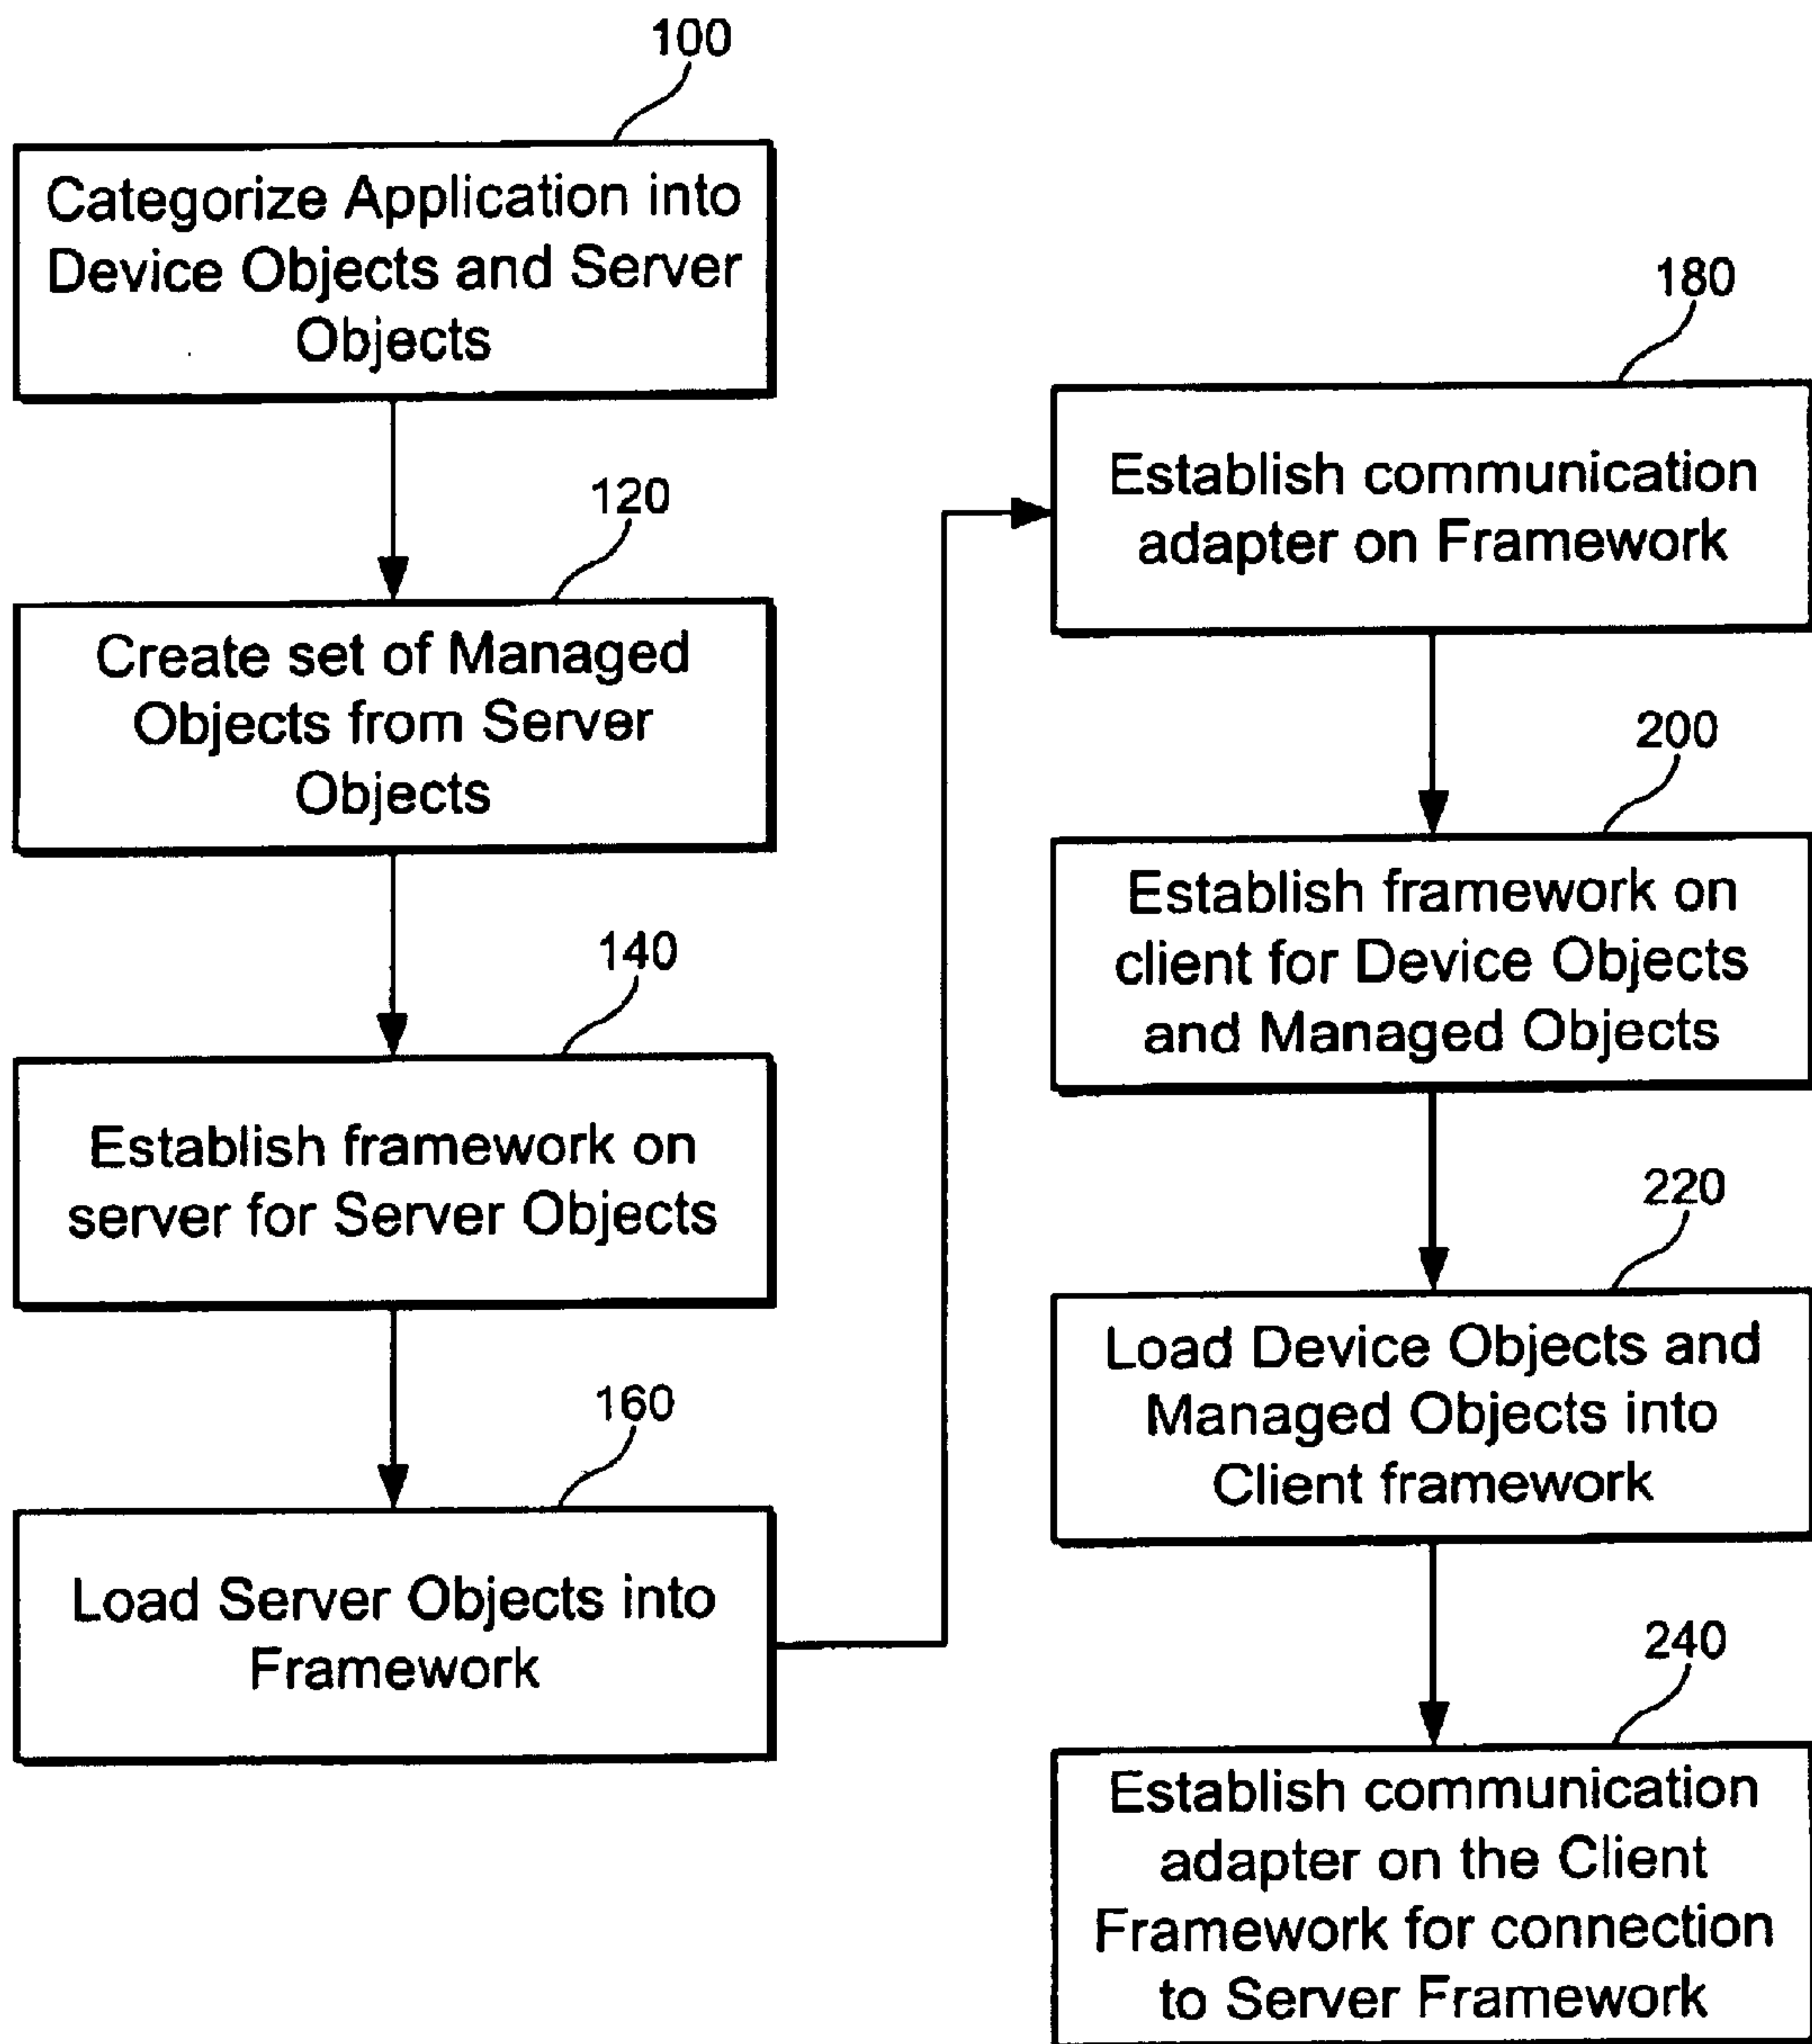 100
Categorize Application into
Device Objects and Server
Objects
120
Create set of Managed
Objects from Server
Objects
140
Establish framework on
server for Server Objects
160
Load Server Objects into
Framework
180
Establish communication
adapter on Framework
200
Establish framework on
client for Device Objects
and Managed Objects
220
Load Device Objects and
Managed Objects into
Client framework
240
Establish communication
adapter on the Client
Framework for connection
to Server Framework